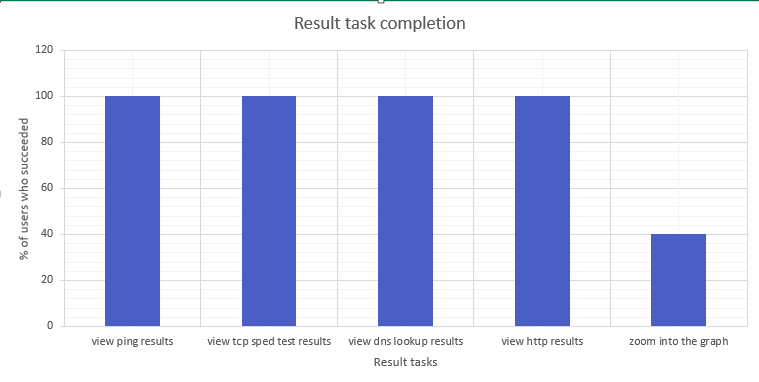 Result task completion
120
100
80
60
40
20
0
% of users who succeeded
view ping results
view tcp sped test results
view dns lookup results
view http results
zoom into the graph
Result tasks